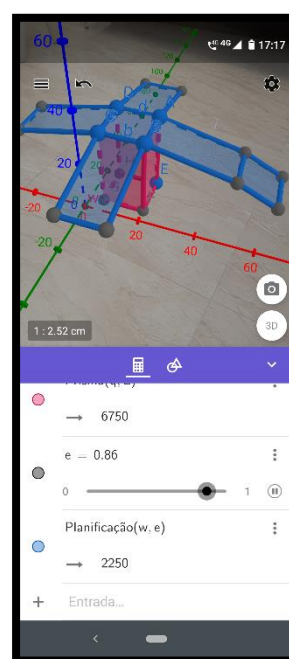 4G 17:17
60
100
40
20
20
-20
-20
20
40
60
E
1 : 2.52 cm
3D
→ 6750
e = 0.86
0 1
Planificação(w, e)
→ 2250
+ Entrada...